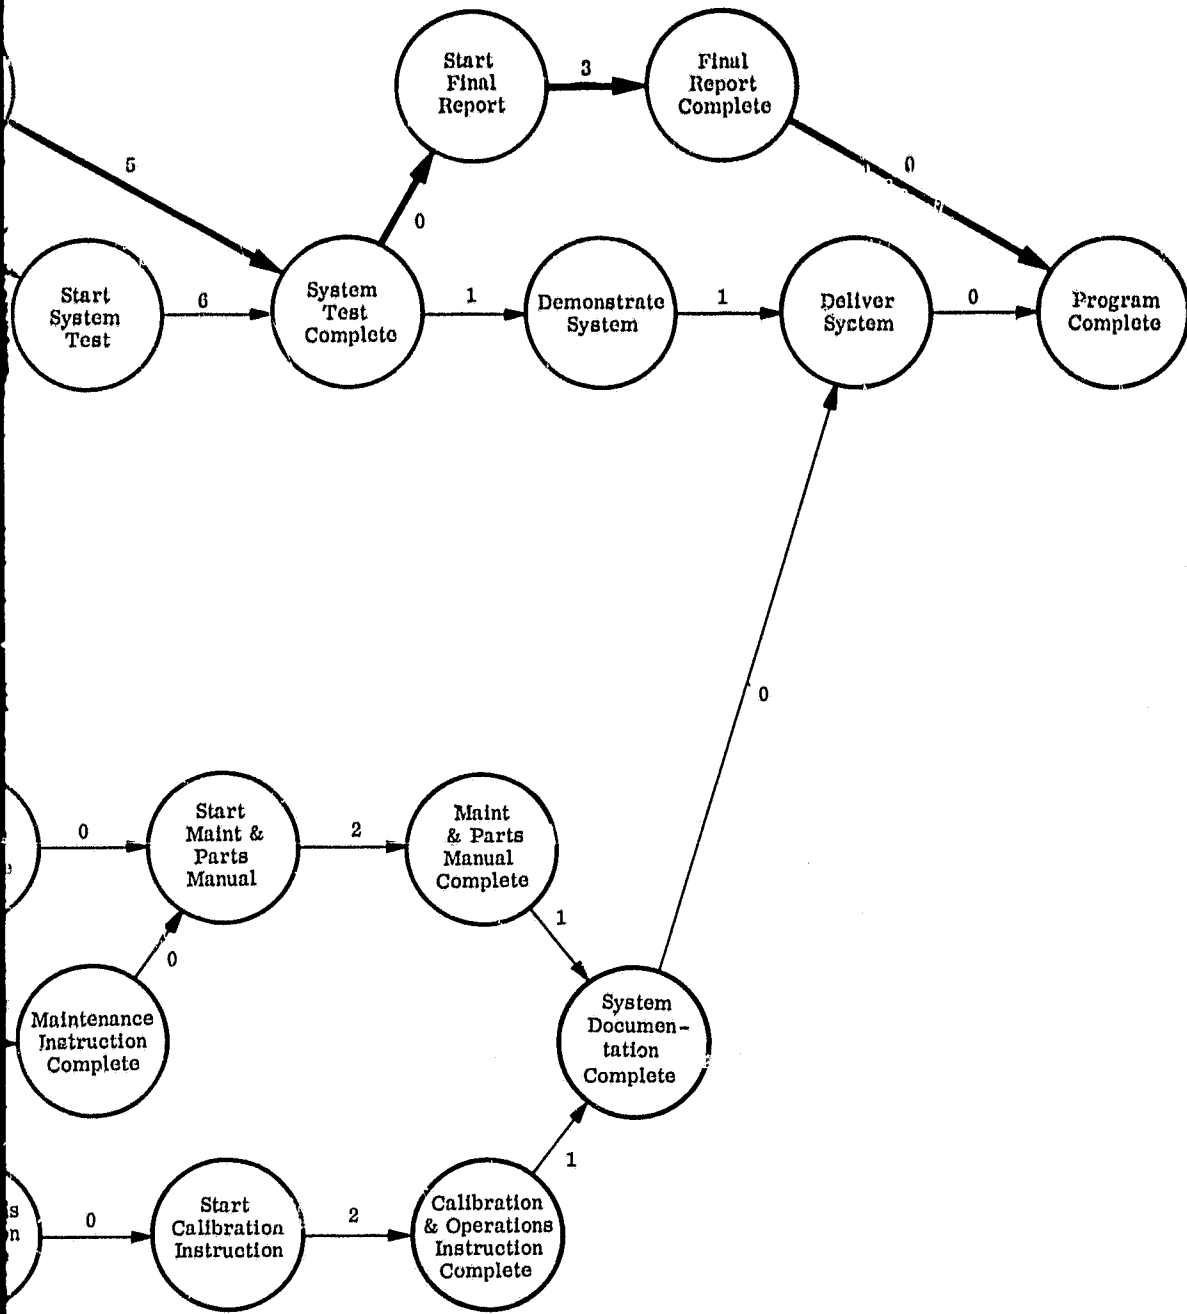 Start
Final
Report
3
Final
Report
Complete
5
0
0
Start
System
Test
6
System
Test
Complete
1
Demonstrate
System
1
Deliver
System
0
Program
Complete
0
0
Start
Maint &
Parts
Manual
2
Maint
& Parts
Manual
Complete
1
0
Maintenance
Instruction
Complete
System
Documen-
tation
Complete
1
0
Start
Calibration
Instruction
2
Calibration
& Operations
Instruction
Complete